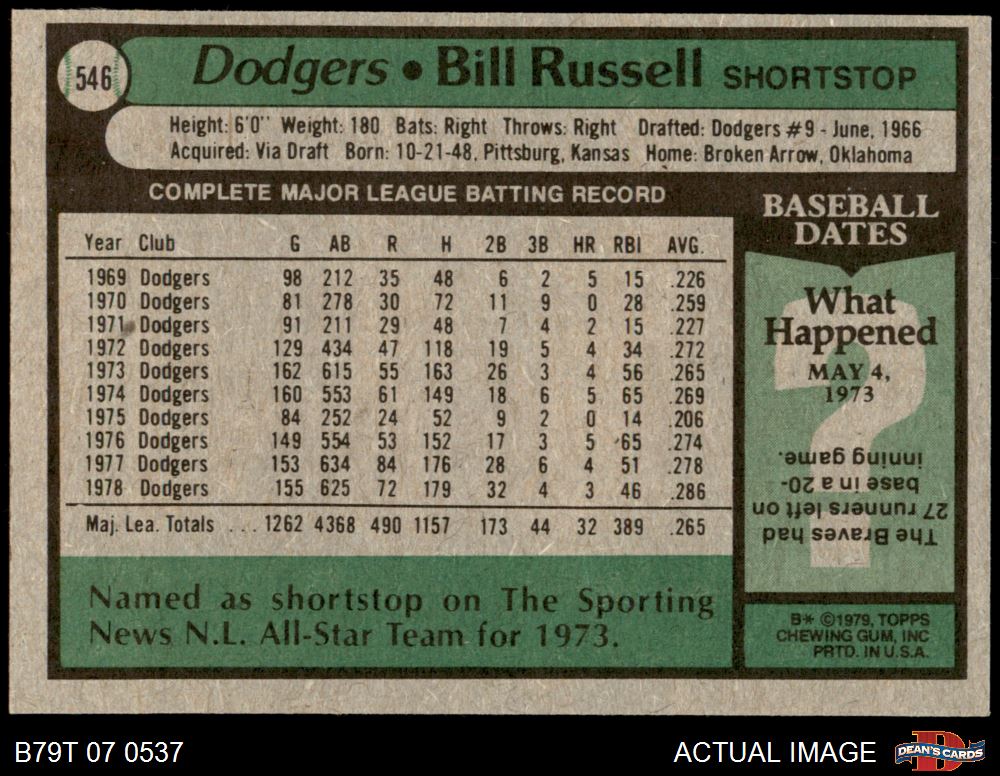 546
Dodgers • Bill Russell SHORTSTOP
Height: 6'0" Weight: 180 Bats: Right Throws: Right Drafted: Dodgers #9 - June, 1966
Acquired: Via Draft Born: 10-21-48, Pittsburg, Kansas Home: Broken Arrow, Oklahoma
COMPLETE MAJOR LEAGUE BATTING RECORD
Year Club G AB R H 2B 3B HR RBI AVG.
1969 Dodgers 98 212 35 48 6 2 5 15 .226
1970 Dodgers 81 278 30 72 11 9 0 28 .259
1971 Dodgers 91 211 29 48 7 4 2 15 .227
1972 Dodgers 129 434 47 118 19 5 4 34 .272
1973 Dodgers 162 615 55 163 26 3 4 56 .265
1974 Dodgers 160 553 61 149 18 6 5 65 .269
1975 Dodgers 84 252 24 52 9 2 0 14 .206
1976 Dodgers 149 554 53 152 17 3 5 65 .274
1977 Dodgers 153 634 84 176 28 6 4 51 .278
1978 Dodgers 155 625 72 179 32 4 3 46 .286
Maj. Lea. Totals ... 1262 4368 490 1157 173 44 32 389 .265
Named as shortstop on The Sporting
News N.L. All-Star Team for 1973.
BASEBALL
DATES
What
Happened
MAY 4,
1973
?
The Braves had
27 runners left on
base in a 20-
inning game.
B* ©1979, TOPPS
CHEWING GUM, INC
PRTD. IN U.S.A.
B79T 07 0537
ACTUAL IMAGE
DEAN'S CARDS